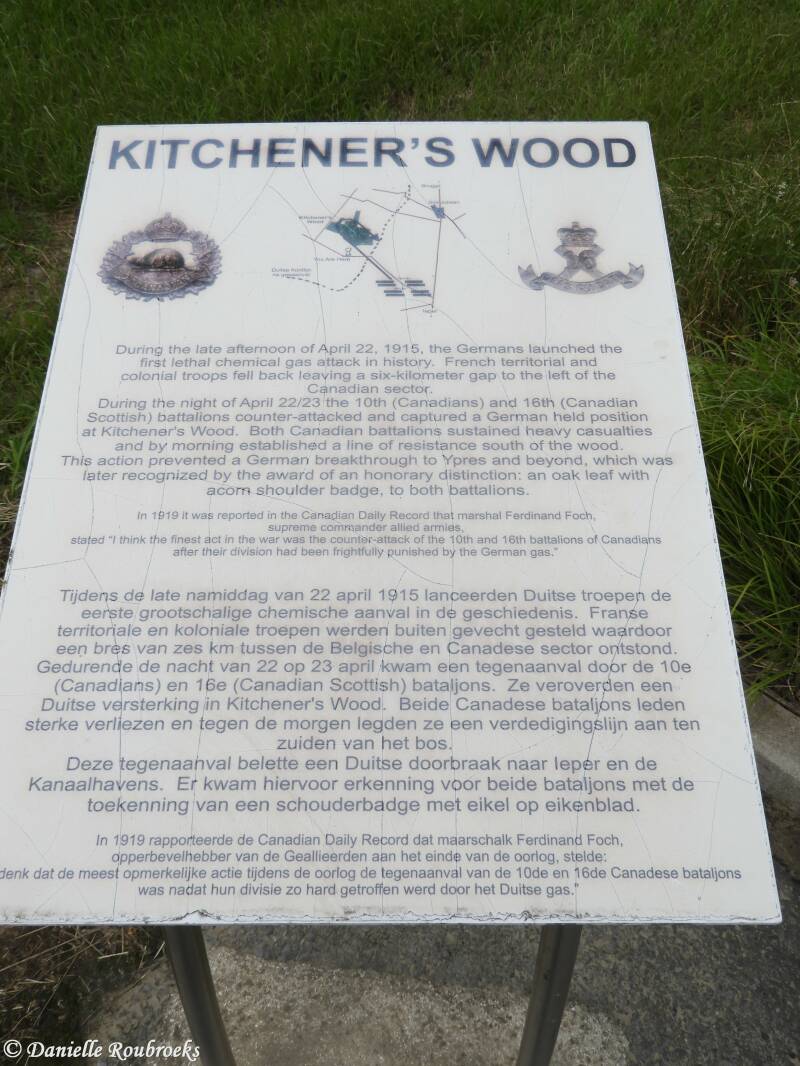 KITCHENER'S WOOD
Brugge
Kitchener's
Wood
You Are Here
Duitse frontlijn
Ieper
During the late afternoon of April 22, 1915, the Germans launched the
first lethal chemical gas attack in history.  French territorial and
colonial troops fell back leaving a six-kilometer gap to the left of the
Canadian sector.
During the night of April 22/23 the 10th (Canadians) and 16th (Canadian
Scottish) battalions counter-attacked and captured a German held position
at Kitchener's Wood.  Both Canadian battalions sustained heavy casualties
and by morning established a line of resistance south of the wood.
This action prevented a German breakthrough to Ypres and beyond, which was
later recognized by the award of an honorary distinction: an oak leaf with
acorn shoulder badge, to both battalions.
In 1919 it was reported in the Canadian Daily Record that marshal Ferdinand Foch,
supreme commander allied armies,
stated "I think the finest act in the war was the counter-attack of the 10th and 16th battalions of Canadians
after their division had been frightfully punished by the German gas."
Tijdens de late namiddag van 22 april 1915 lanceerden Duitse troepen de
eerste grootschalige chemische aanval in de geschiedenis.  Franse
territoriale en koloniale troepen werden buiten gevecht gesteld waardoor
een bres van zes km tussen de Belgische en Canadese sector ontstond.
Gedurende de nacht van 22 op 23 april kwam een tegenaanval door de 10e
(Canadians) en 16e (Canadian Scottish) bataljons.  Ze veroverden een
Duitse versterking in Kitchener's Wood.  Beide Canadese bataljons leden
sterke verliezen en tegen de morgen legden ze een verdedigingslijn aan ten
zuiden van het bos.
Deze tegenaanval belette een Duitse doorbraak naar Ieper en de
Kanaalhavens.  Er kwam hiervoor erkenning voor beide bataljons met de
toekenning van een schouderbadge met eikel op eikenblad.
In 1919 rapporteerde de Canadian Daily Record dat maarschalk Ferdinand Foch,
opperbevelhebber van de Geallieerden aan het einde van de oorlog, stelde:
denk dat de meest opmerkelijke actie tijdens de oorlog de tegenaanval van de 10de en 16de Canadese bataljons
was nadat hun divisie zo hard getroffen werd door het Duitse gas."
© Danielle Roubroeks